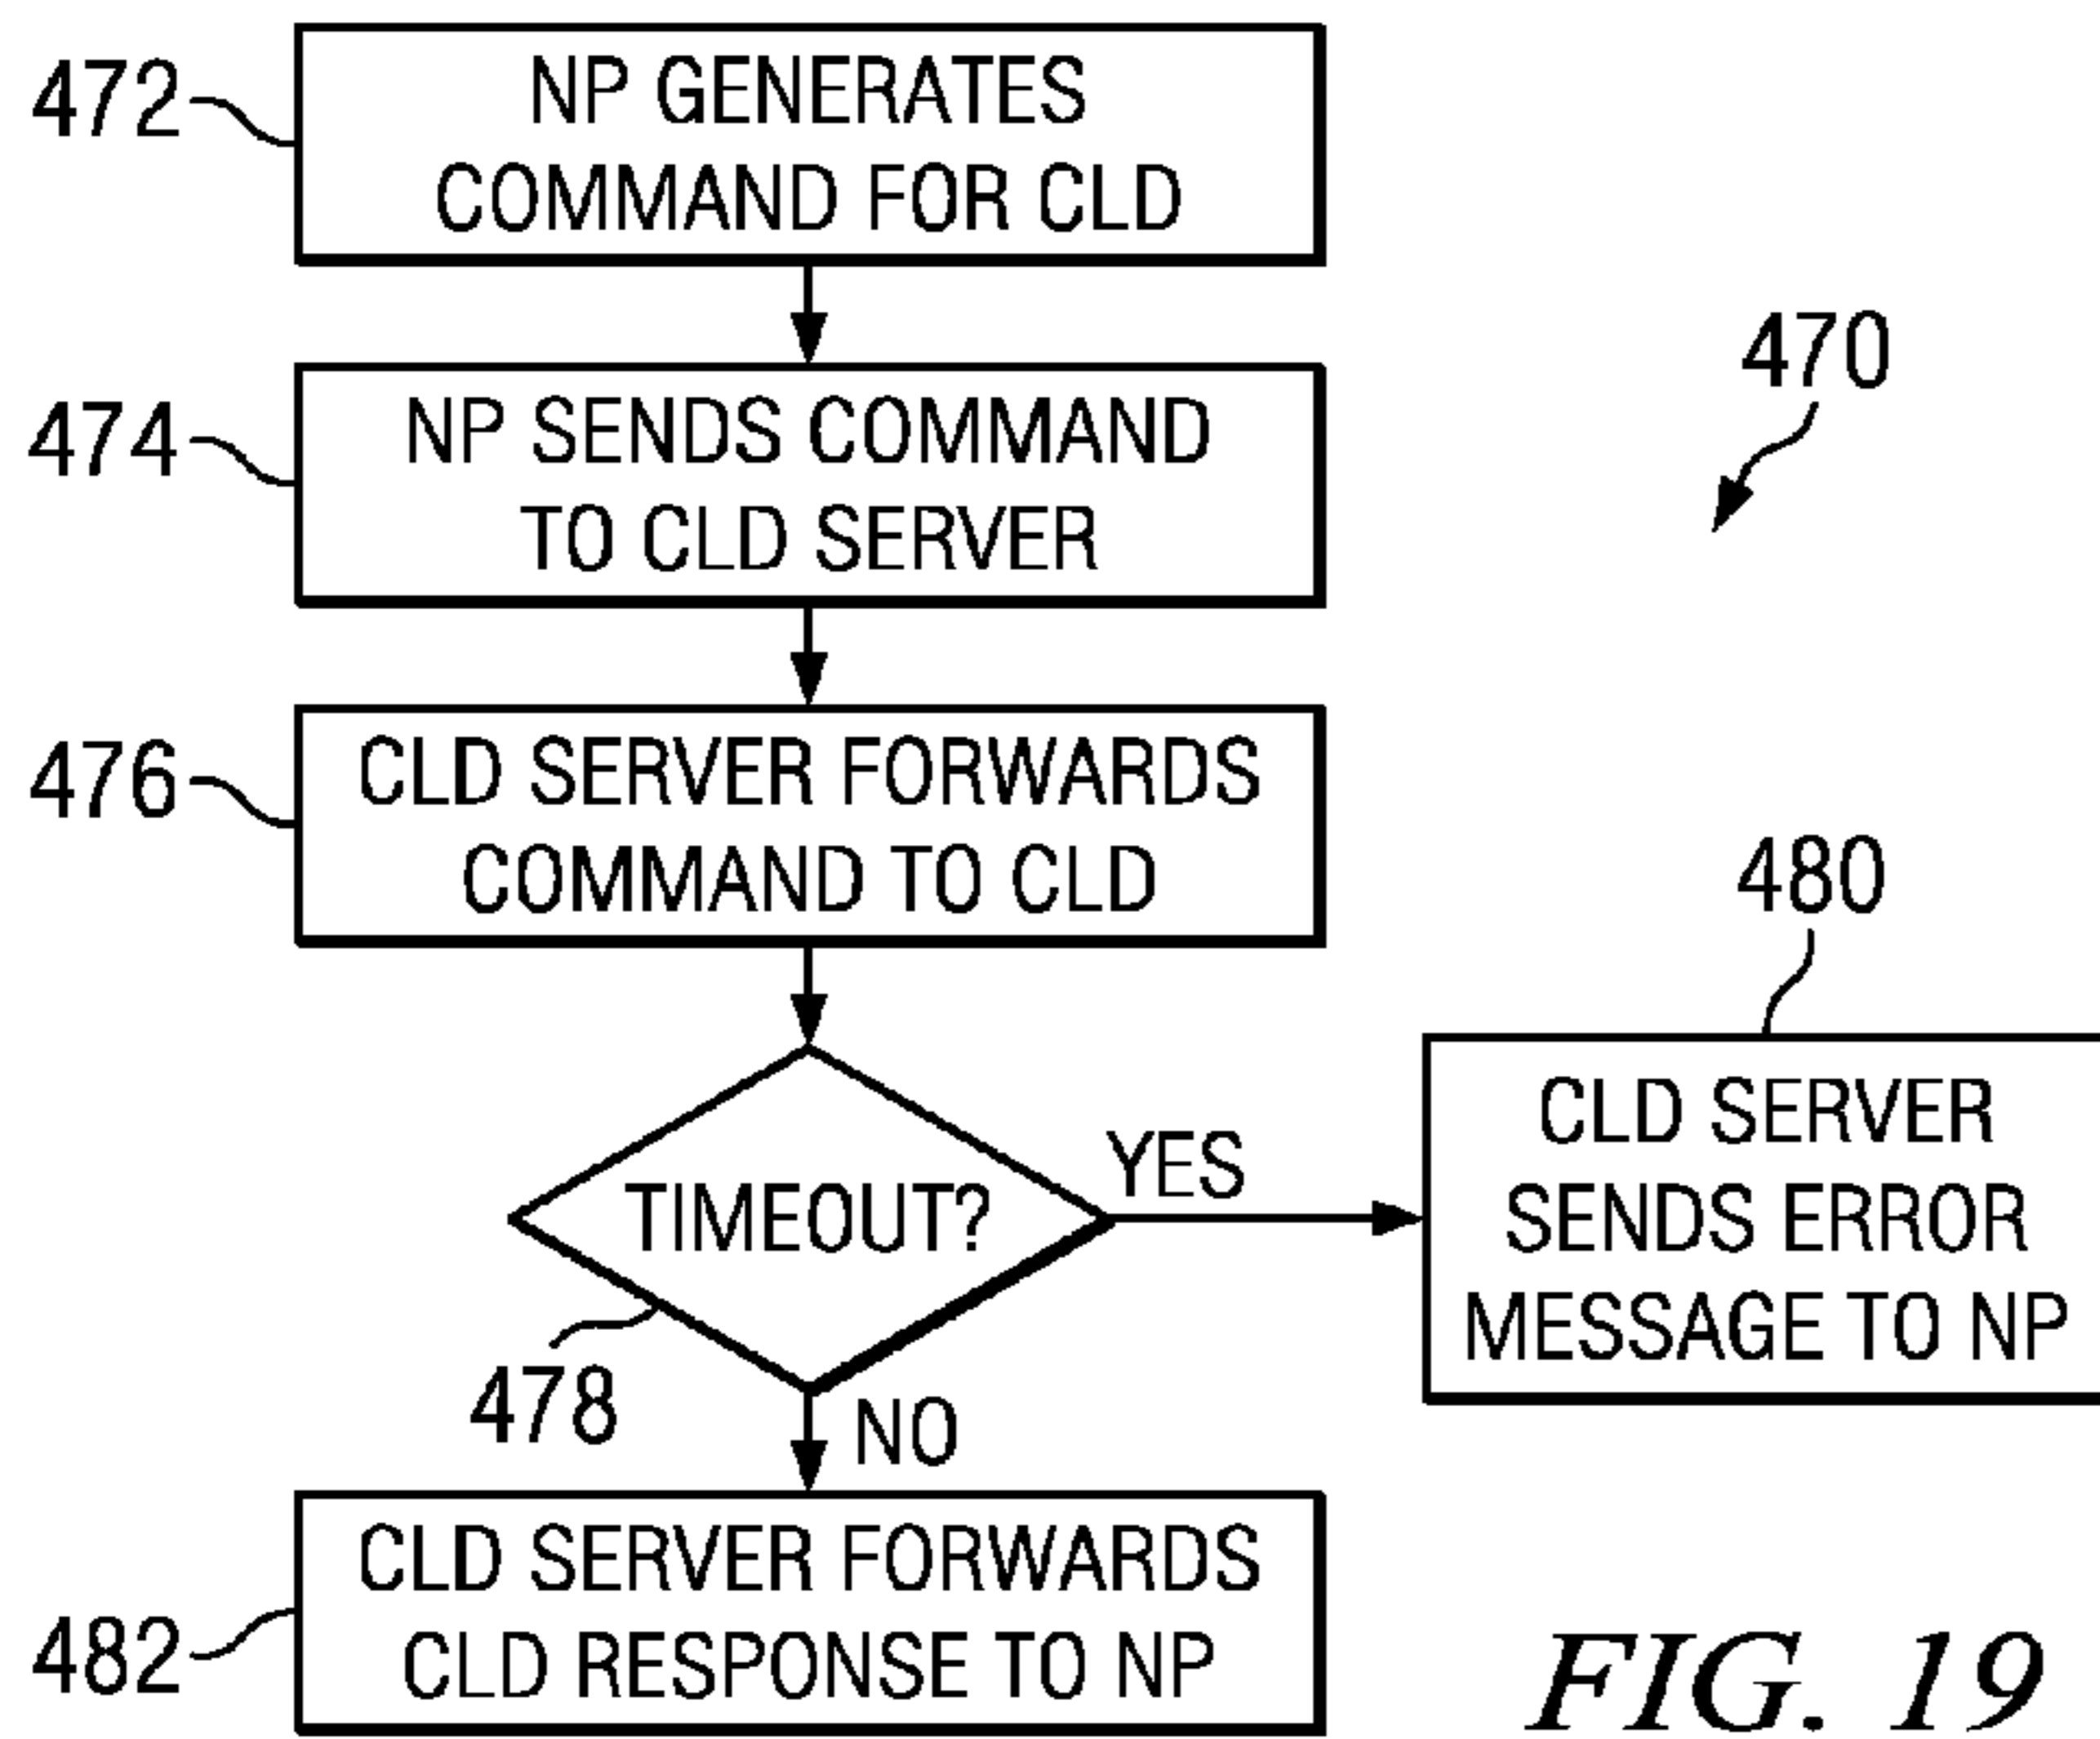 472
NP GENERATES
COMMAND FOR CLD
474
NP SENDS COMMAND
TO CLD SERVER
470
476
CLD SERVER FORWARDS
COMMAND TO CLD
TIMEOUT?
478
YES
480
CLD SERVER
SENDS ERROR
MESSAGE TO NP
NO
482
CLD SERVER FORWARDS
CLD RESPONSE TO NP
FIG. 19